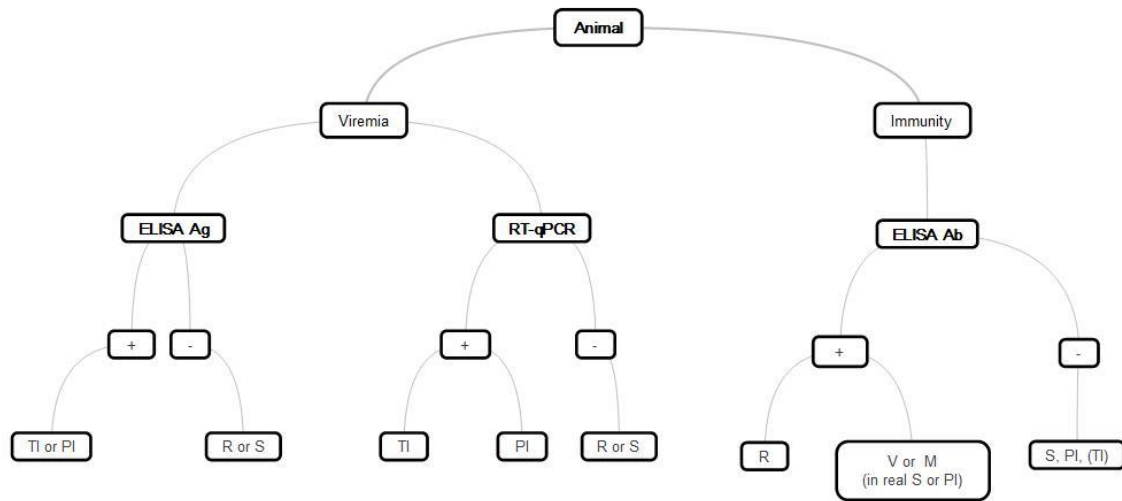 Animal
Viremia
Immunity
ELISA Ag
RT-qPCR
ELISA Ab
+
-
+
-
+
-
TI or PI
R or S
TI
PI
R or S
R
V or M
(in real S or PI)
S, PI, (TI)